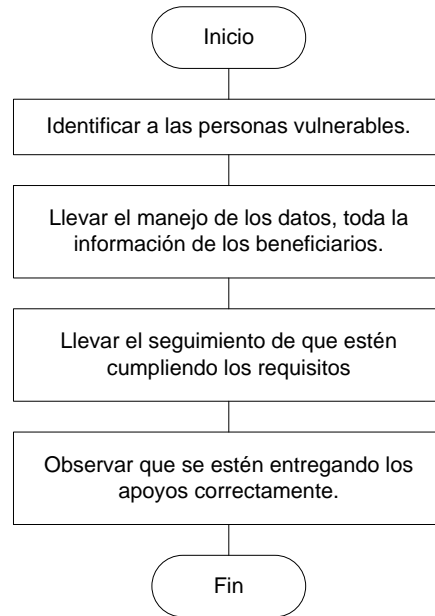 Inicio
Identificar a las personas vulnerables.
Llevar el manejo de los datos, toda la
información de los beneficiarios.
Llevar el seguimiento de que estén
cumpliendo los requisitos
Observar que se estén entregando los
apoyos correctamente.
Fin